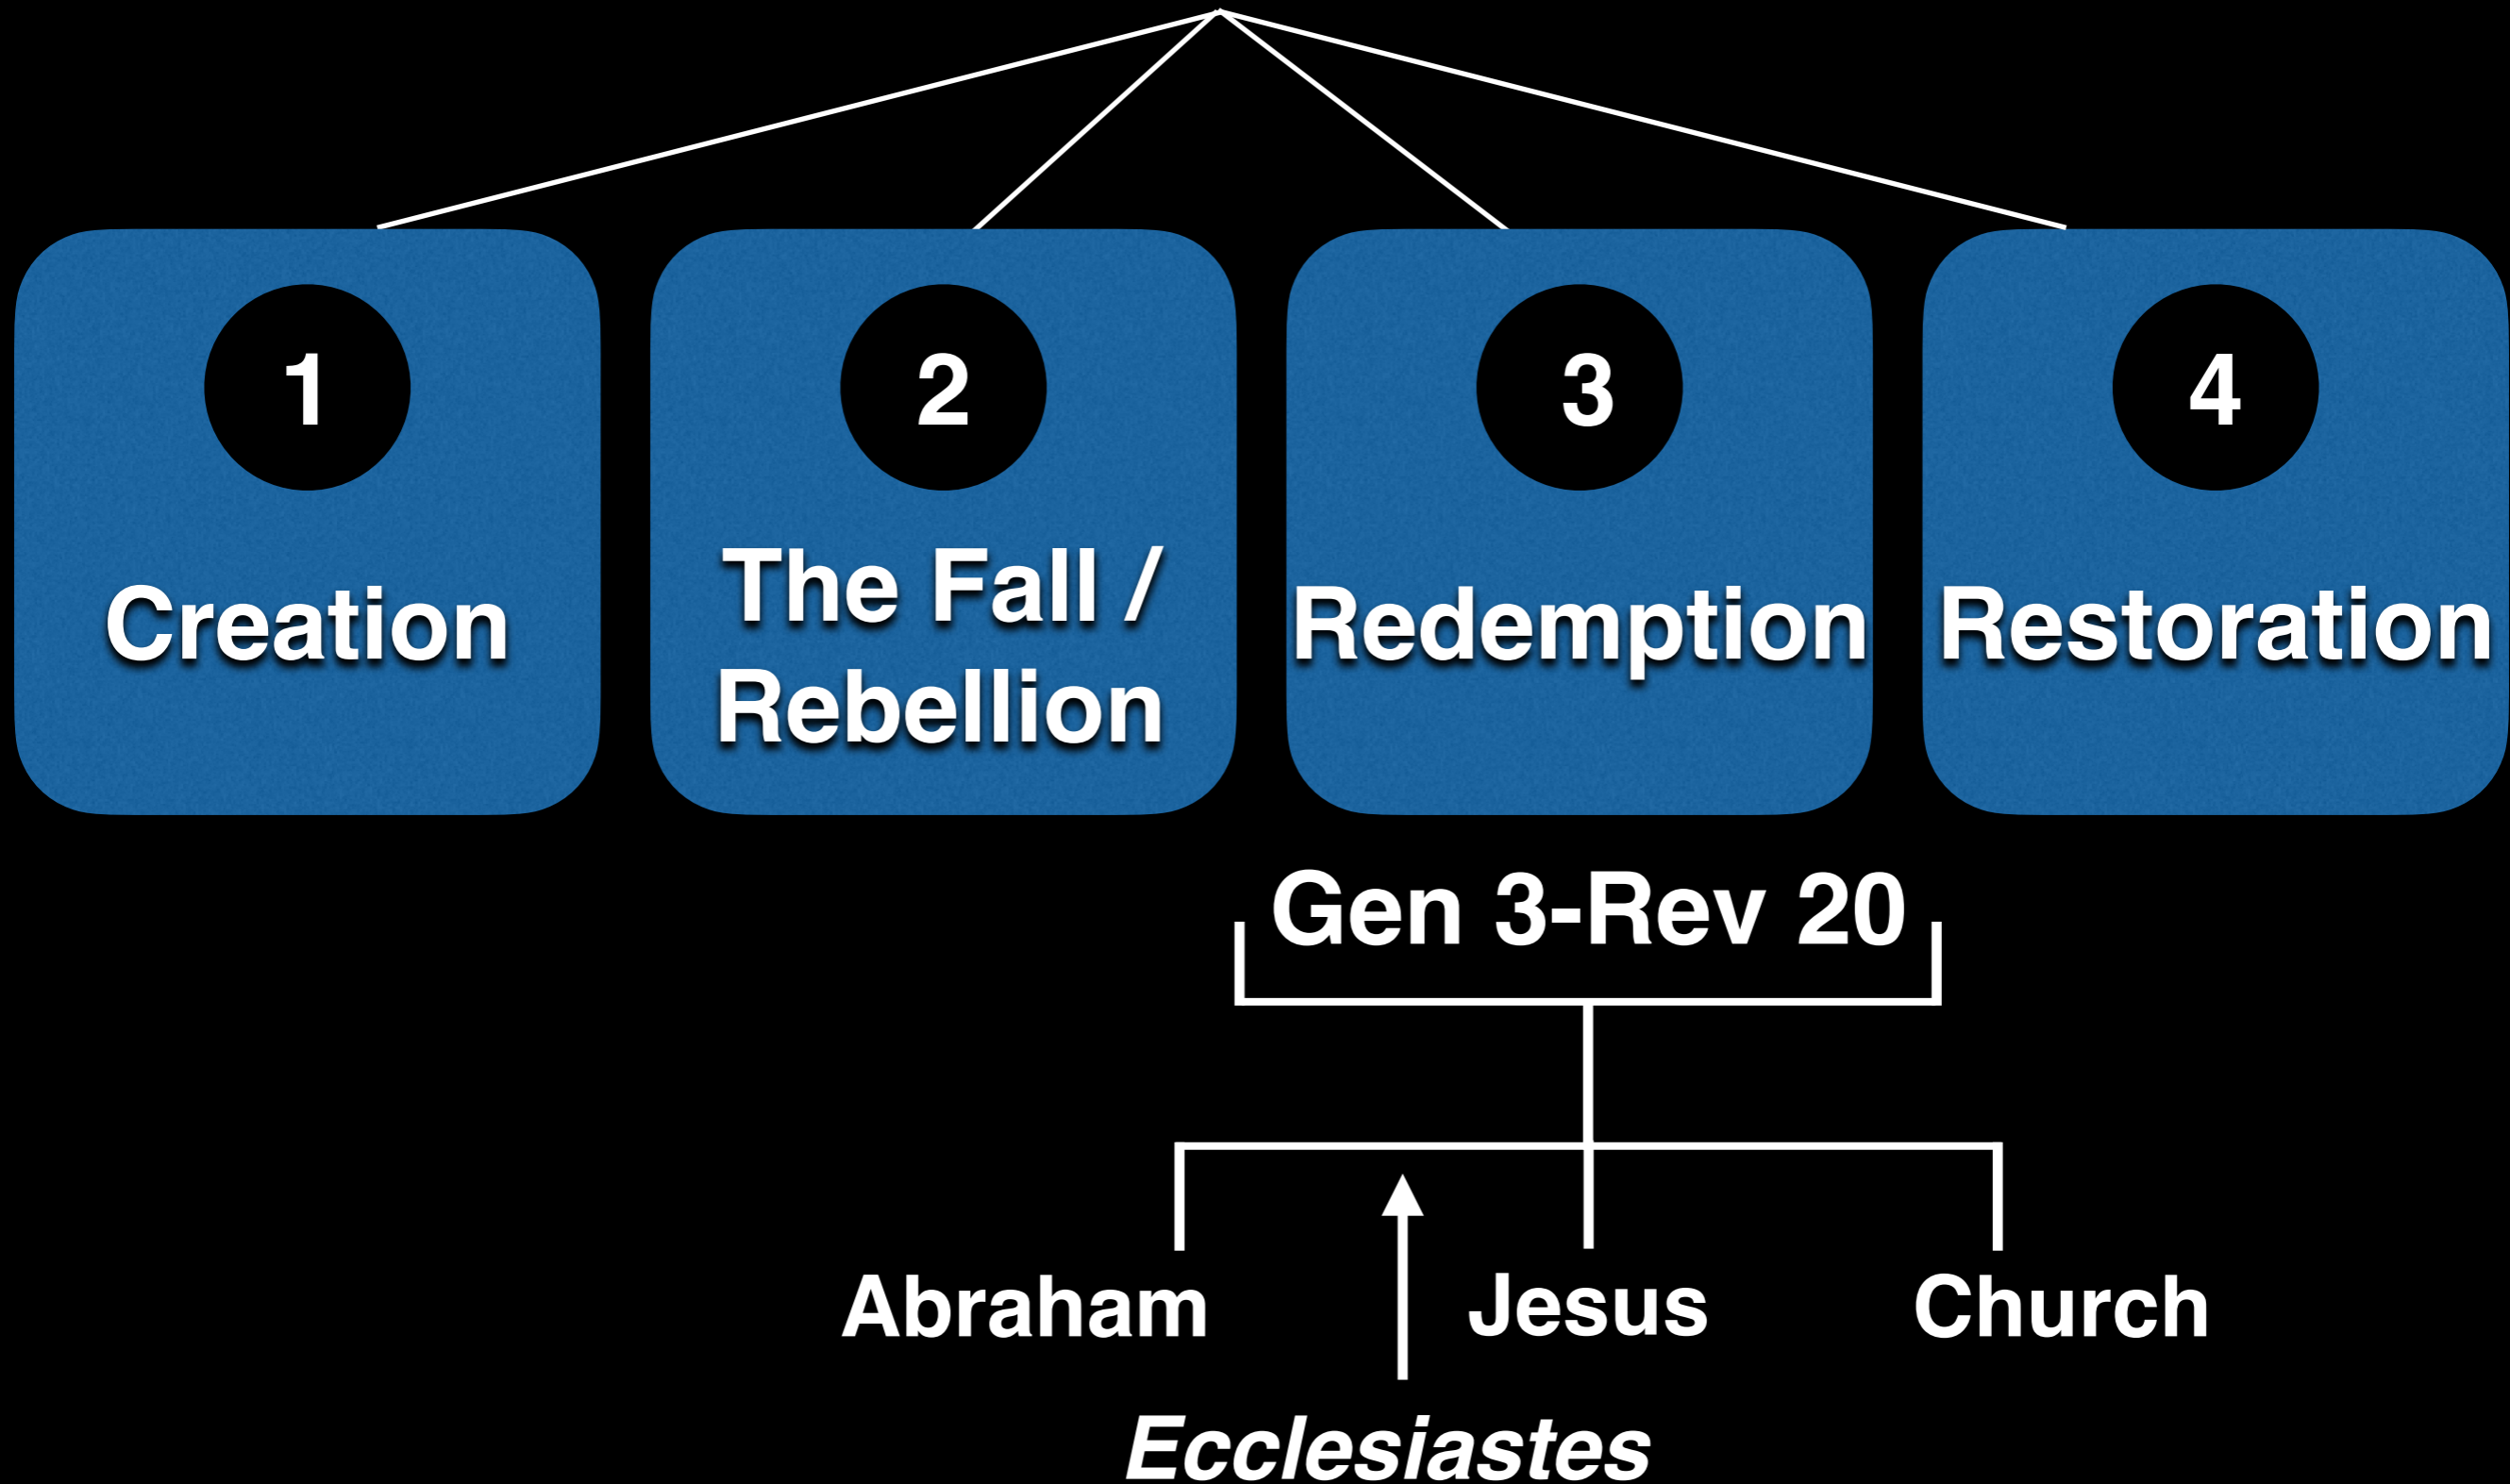 1
Creation
2
The Fall /
Rebellion
3
Redemption
4
Restoration
Gen 3-Rev 20
Abraham
Jesus
Church
Ecclesiastes